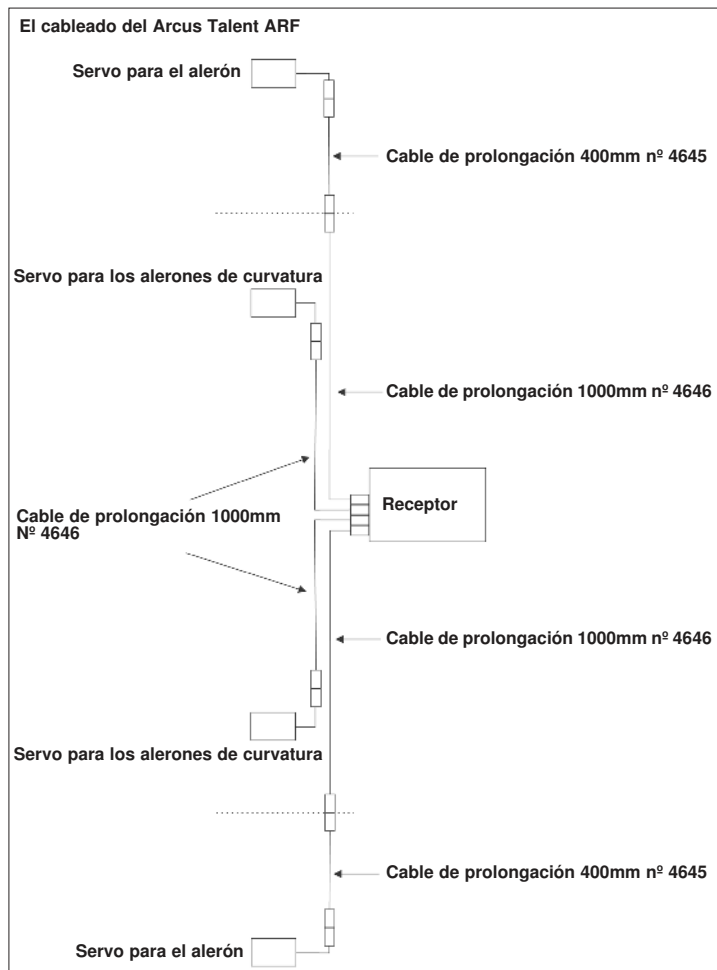 El cableado del Arcus Talent ARF
Servo para el alerón
Cable de prolongación 400mm nº 4645
Servo para los alerones de curvatura
Cable de prolongación 1000mm nº 4646
Receptor
Cable de prolongación 1000mm
Nº 4646
Cable de prolongación 1000mm nº 4646
Servo para los alerones de curvatura
Cable de prolongación 400mm nº 4645
Servo para el alerón